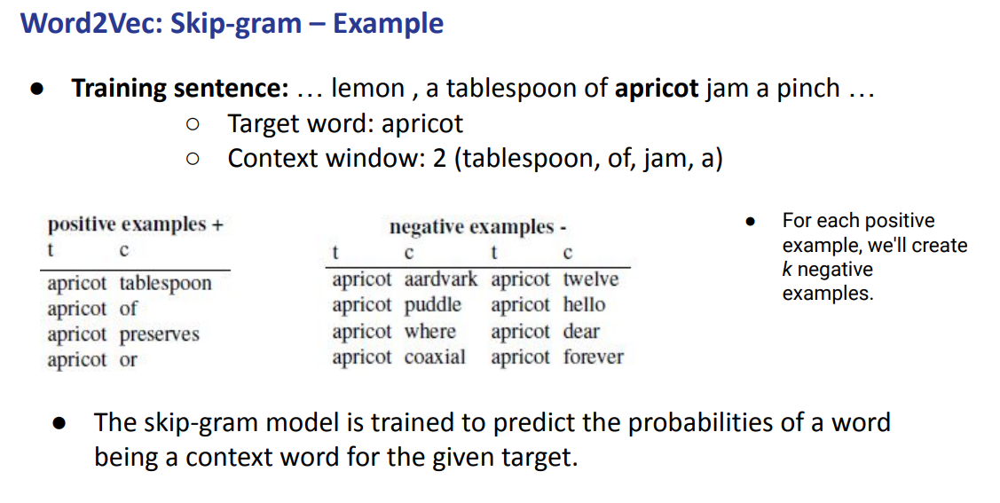 Word2Vec: Skip-gram – Example
● Training sentence: … lemon , a tablespoon of apricot jam a pinch …
○ Target word: apricot
○ Context window: 2 (tablespoon, of, jam, a)
positive examples +
t c
apricot tablespoon
apricot of
apricot preserves
apricot or
negative examples -
t c t c
apricot aardvark apricot twelve
apricot puddle apricot hello
apricot where apricot dear
apricot coaxial apricot forever
● For each positive
example, we'll create
k negative
examples.
● The skip-gram model is trained to predict the probabilities of a word
being a context word for the given target.